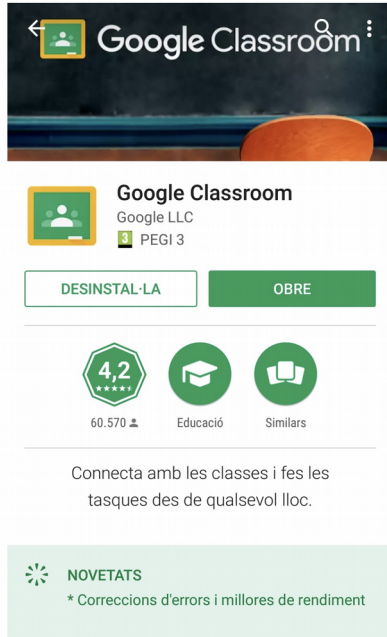 Google Classroom
Google Classroom
Google LLC
3 PEGI 3
DESINSTAL·LA
OBRE
4,2
60.570
Educació
Similars
Connecta amb les classes i fes les
tasques des de qualsevol lloc.
NOVETATS
* Correccions d'errors i millores de rendiment